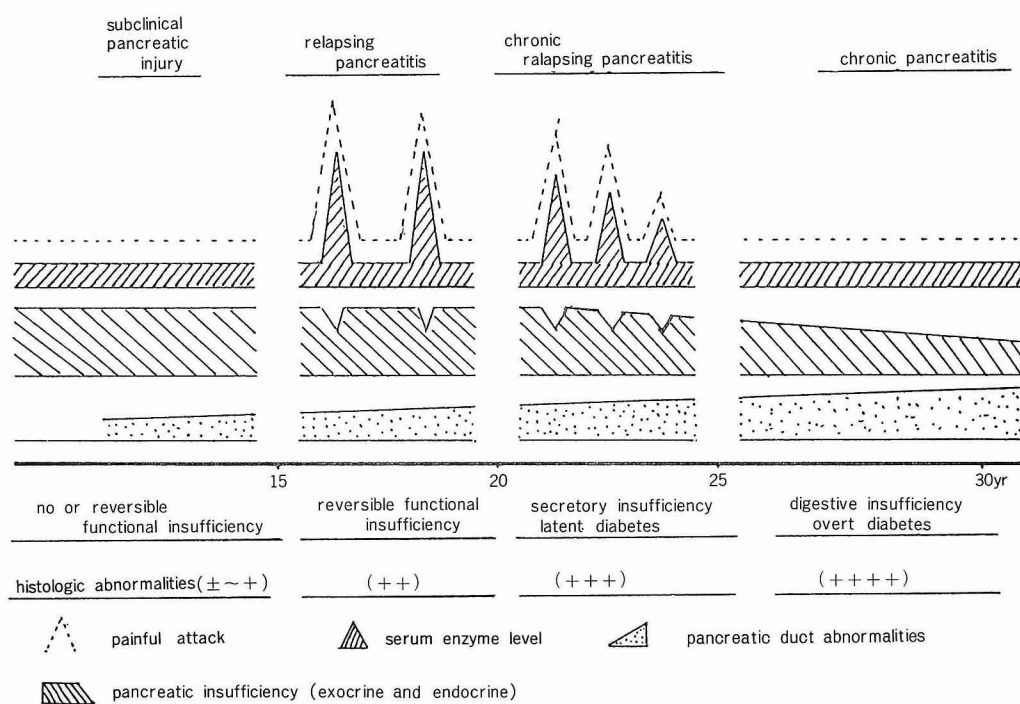 subclinical
pancreatic
injury
relapsing
pancreatitis
chronic
ralapsing pancreatitis
chronic pancreatitis
15
20
25
30yr
no or reversible
functional insufficiency
reversible functional
insufficiency
secretory insufficiency
latent diabetes
digestive insufficiency
overt diabetes
histologic abnormalities(±~+)
(++)
(+++)
(++++)
painful attack
serum enzyme level
pancreatic duct abnormalities
pancreatic insufficiency (exocrine and endocrine)